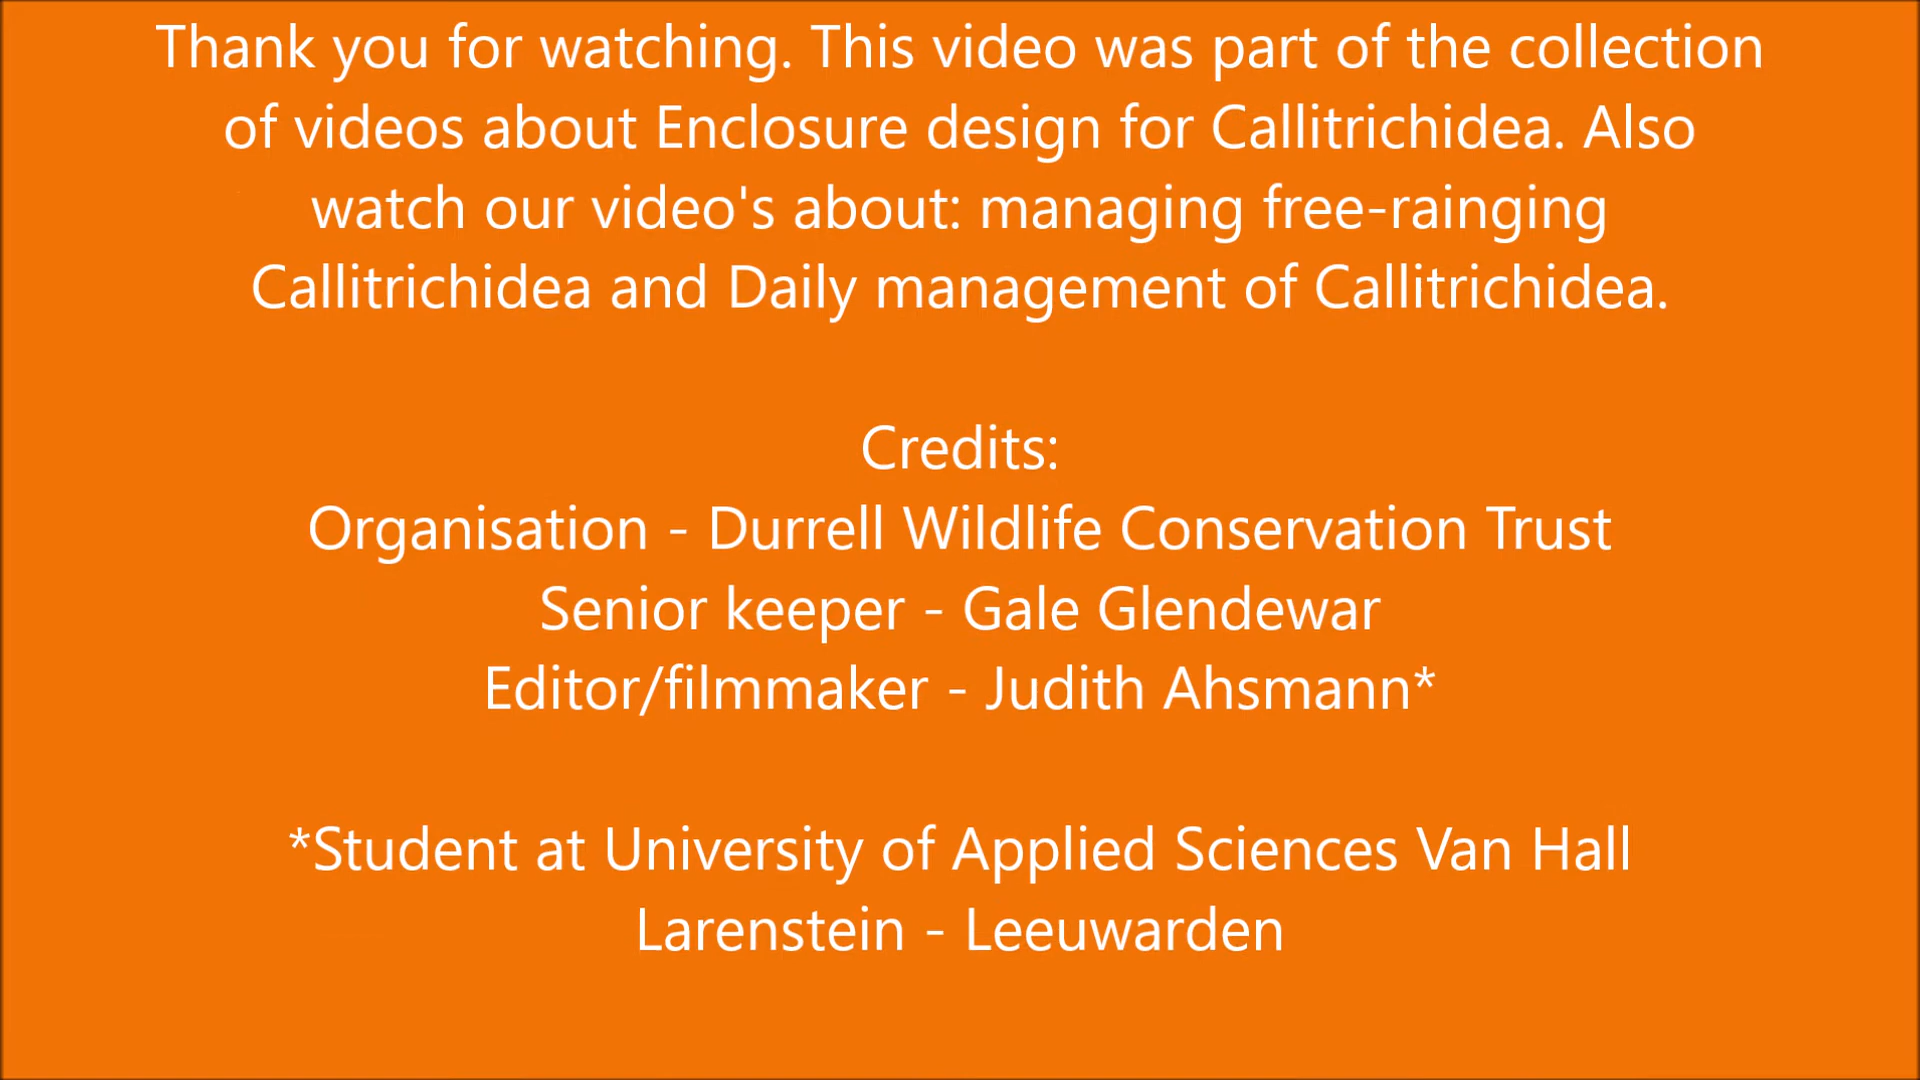 Thank you for watching. This video was part of the collection
of videos about Enclosure design for Callitrichidea. Also
watch our video's about: managing free-rainging
Callitrichidea and Daily management of Callitrichidea.
Credits:
Organisation - Durrell Wildlife Conservation Trust
Senior keeper - Gale Glendewar
Editor/filmmaker - Judith Ahsmann*
*Student at University of Applied Sciences Van Hall
Larenstein - Leeuwarden